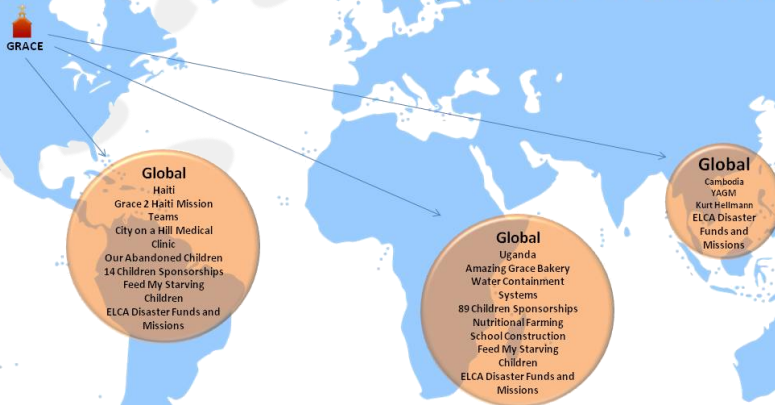 GRACE
Global
Haiti
Grace 2 Haiti Mission
Teams
City on a Hill Medical
Clinic
Our Abandoned Children
14 Children Sponsorships
Feed My Starving
Children
ELCA Disaster Funds and
Missions
Global
Uganda
Amazing Grace Bakery
Water Containment
Systems
89 Children Sponsorships
Nutritional Farming
School Construction
Feed My Starving
Children
ELCA Disaster Funds and
Missions
Global
Cambodia
YAGM
Kurt Hellmann
ELCA Disaster
Funds and
Missions